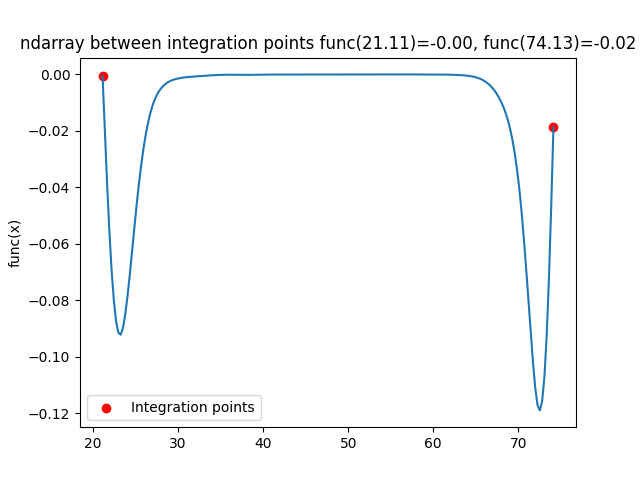 ndarray between integration points func(21.11)=-0.00, func(74.13)=-0.02
0.00
-0.02
-0.04
-0.06
func(x)
-0.08
-0.10
-0.12
Integration points
20 30 40 50 60 70